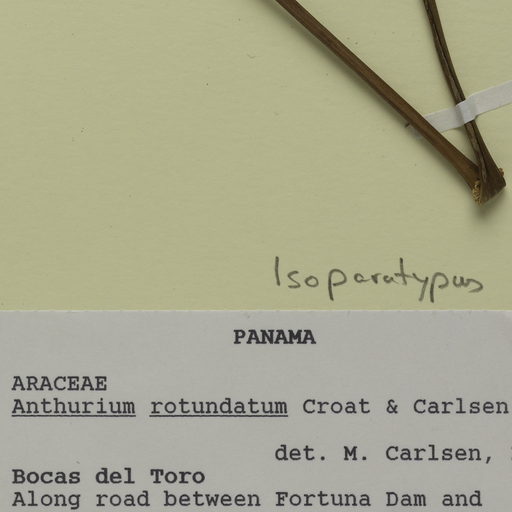 Isoparatypus
PANAMA
ARACEAE
Anthurium rotundatum Croat & Carlsen
det. M. Carlsen,
Bocas del Toro
Along road between Fortuna Dam and